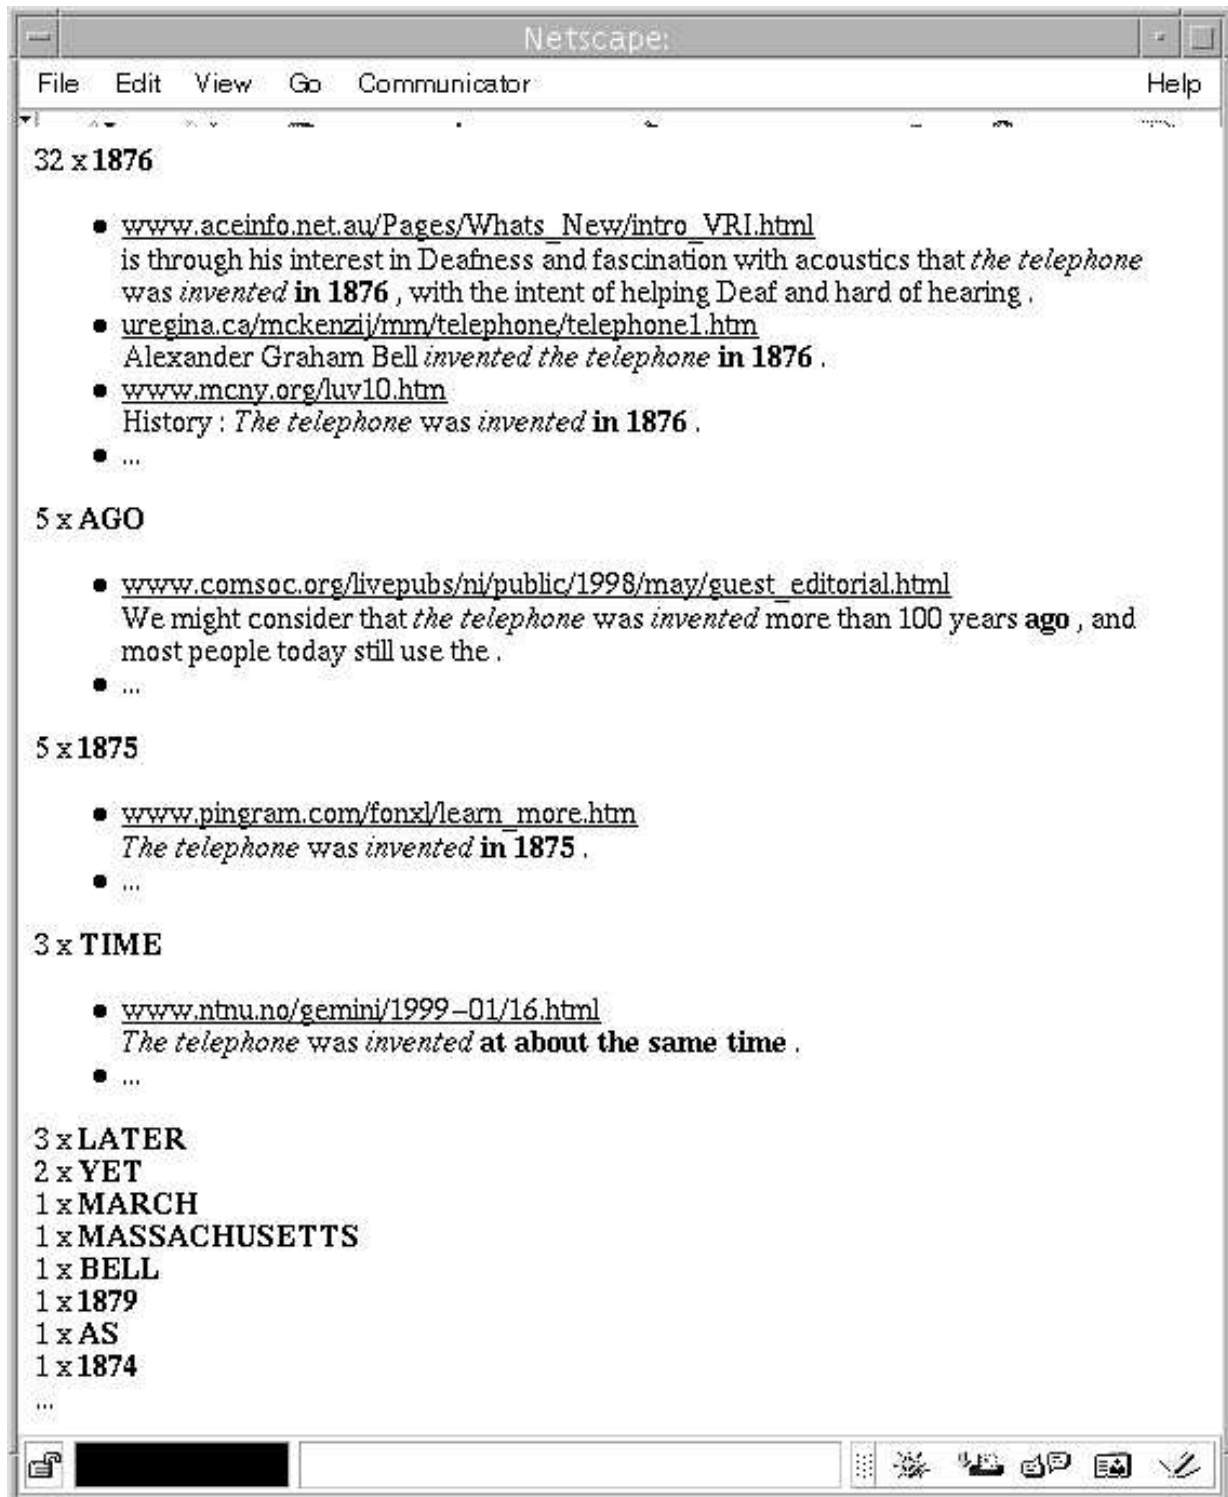 Netscape:
File Edit View Go Communicator Help
32 x 1876
• www.aceinfo.net.au/Pages/Whats_New/intro_VRI.html
is through his interest in Deafness and fascination with acoustics that the telephone
was invented in 1876 , with the intent of helping Deaf and hard of hearing .
• uregina.ca/mckenzij/mm/telephone/telephone1.htm
Alexander Graham Bell invented the telephone in 1876 .
• www.mcny.org/luv10.htm
History : The telephone was invented in 1876 .
• ...
5 x AGO
• www.comsoc.org/livepubs/ni/public/1998/may/guest_editorial.html
We might consider that the telephone was invented more than 100 years ago , and
most people today still use the .
• ...
5 x 1875
• www.pingram.com/fonxl/learn_more.htm
The telephone was invented in 1875 .
• ...
3 x TIME
• www.ntnu.no/gemini/1999-01/16.html
The telephone was invented at about the same time .
• ...
3 x LATER
2 x YET
1 x MARCH
1 x MASSACHUSETTS
1 x BELL
1 x 1879
1 x AS
1 x 1874
...